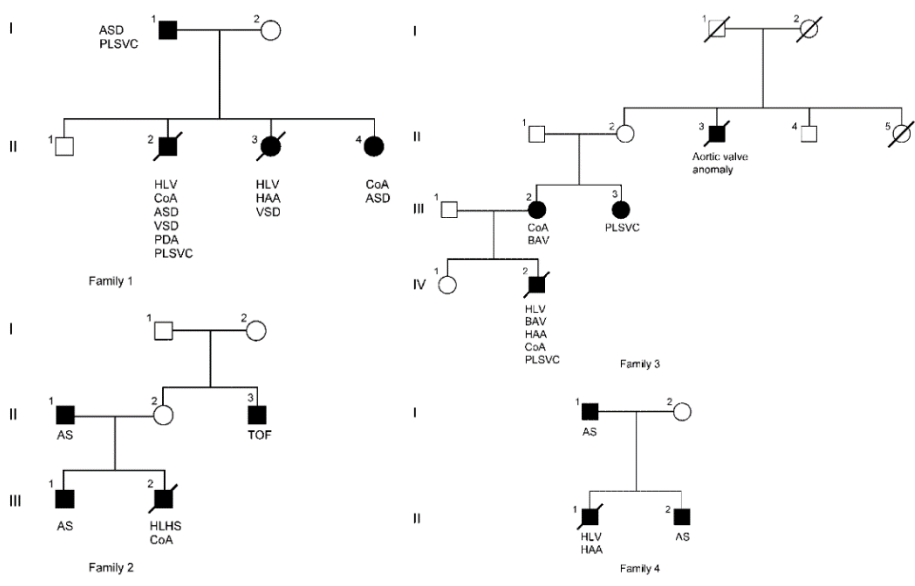 I
1
2
ASD
PLSVC
II
1
2
3
4
HLV
CoA
ASD
VSD
PDA
PLSVC
HLV
HAA
VSD
CoA
ASD
Family 1
I
1
2
II
1
2
3
4
5
Aortic valve
anomaly
III
1
2
3
CoA
BAV
PLSVC
IV
1
2
HLV
BAV
HAA
CoA
PLSVC
Family 3
I
1
2
II
1
2
3
AS
TOF
III
1
2
AS
HLHS
CoA
Family 2
I
1
2
AS
II
1
2
HLV
HAA
AS
Family 4